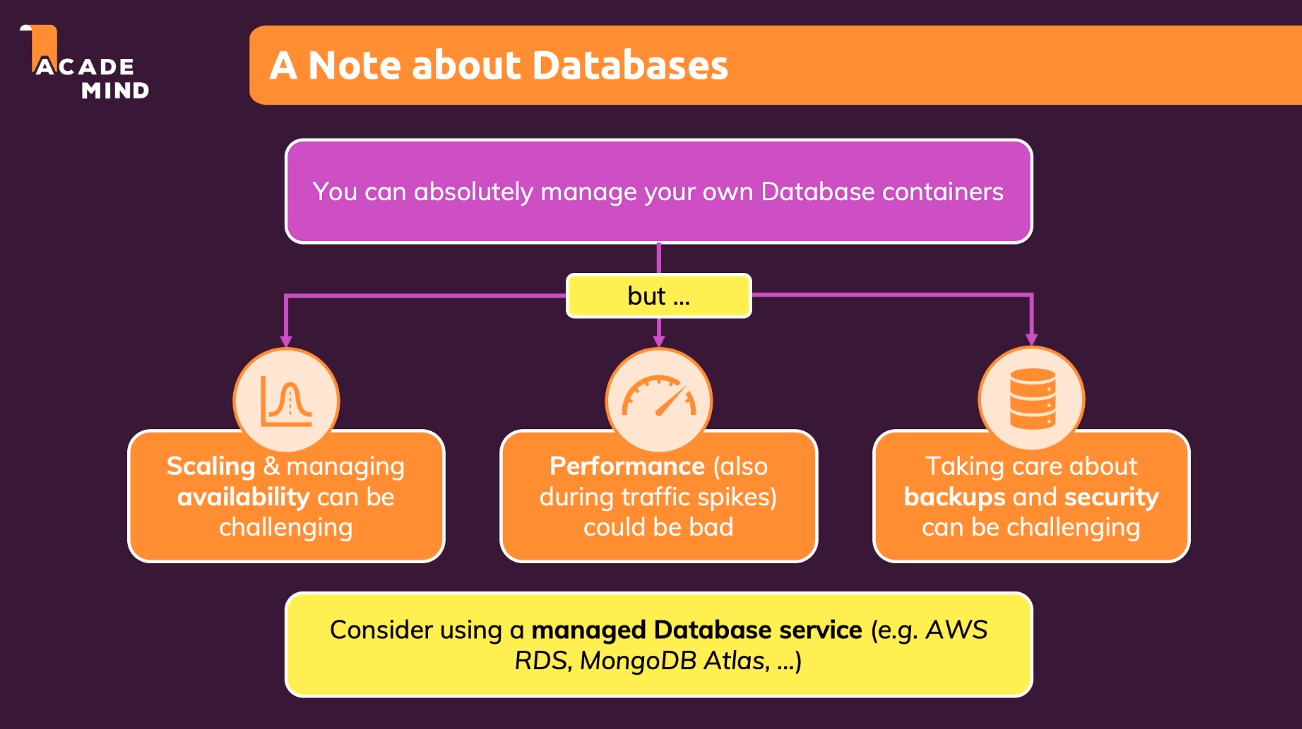 ACADE
MIND
A Note about Databases
You can absolutely manage your own Database containers
but ...
Scaling & managing
availability can be
challenging
Performance (also
during traffic spikes)
could be bad
Taking care about
backups and security
can be challenging
Consider using a managed Database service (e.g. AWS
RDS, MongoDB Atlas, ...)